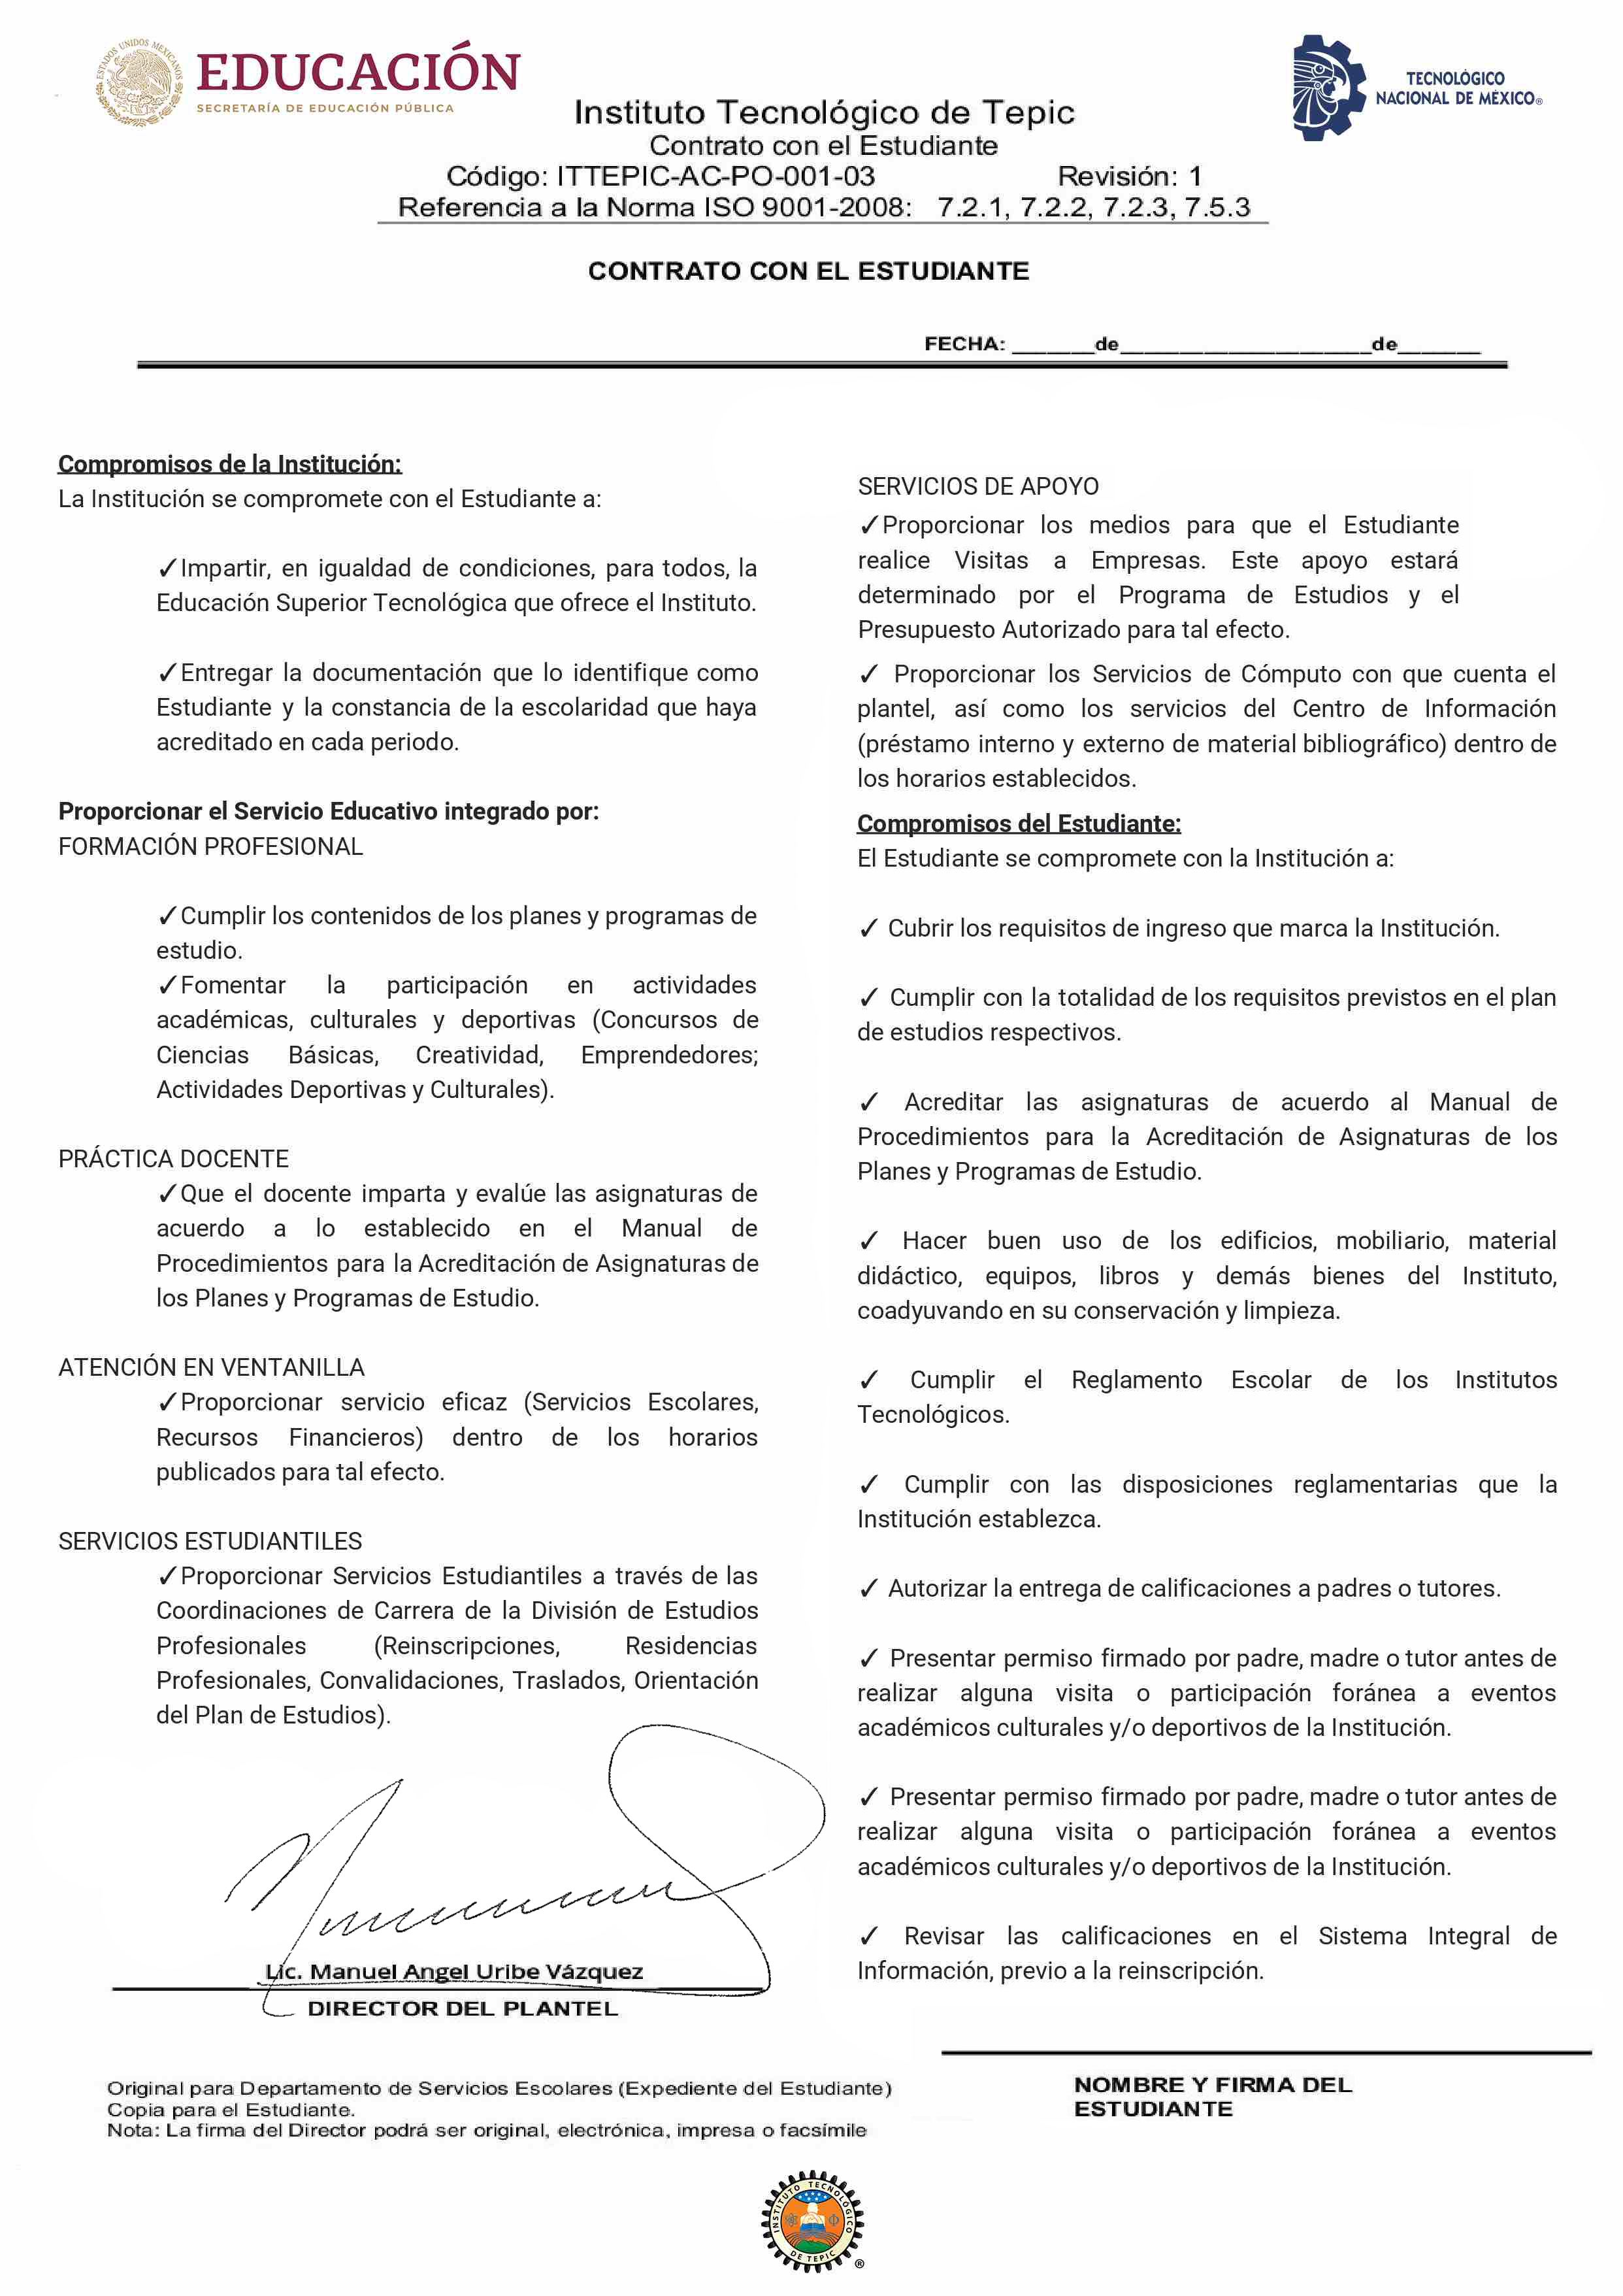 ESTADOS UNIDOS MEXICANOS
EDUCACIÓN
SECRETARÍA DE EDUCACIÓN PÚBLICA
TECNOLÓGICO
NACIONAL DE MÉXICO®
Instituto Tecnológico de Tepic
Contrato con el Estudiante
Código: ITTEPIC-AC-PO-001-03 Revisión: 1
Referencia a la Norma ISO 9001-2008: 7.2.1, 7.2.2, 7.2.3, 7.5.3
CONTRATO CON EL ESTUDIANTE
FECHA: _______de_____________________de_______
Compromisos de la Institución:
La Institución se compromete con el Estudiante a:
✓Impartir, en igualdad de condiciones, para todos, la
Educación Superior Tecnológica que ofrece el Instituto.
✓Entregar la documentación que lo identifique como
Estudiante y la constancia de la escolaridad que haya
acreditado en cada periodo.
Proporcionar el Servicio Educativo integrado por:
FORMACIÓN PROFESIONAL
✓Cumplir los contenidos de los planes y programas de
estudio.
✓Fomentar la participación en actividades
académicas, culturales y deportivas (Concursos de
Ciencias Básicas, Creatividad, Emprendedores;
Actividades Deportivas y Culturales).
PRÁCTICA DOCENTE
✓Que el docente imparta y evalúe las asignaturas de
acuerdo a lo establecido en el Manual de
Procedimientos para la Acreditación de Asignaturas de
los Planes y Programas de Estudio.
ATENCIÓN EN VENTANILLA
✓Proporcionar servicio eficaz (Servicios Escolares,
Recursos Financieros) dentro de los horarios
publicados para tal efecto.
SERVICIOS ESTUDIANTILES
✓Proporcionar Servicios Estudiantiles a través de las
Coordinaciones de Carrera de la División de Estudios
Profesionales (Reinscripciones, Residencias
Profesionales, Convalidaciones, Traslados, Orientación
del Plan de Estudios).
Lic. Manuel Angel Uribe Vázquez
DIRECTOR DEL PLANTEL
SERVICIOS DE APOYO
✓Proporcionar los medios para que el Estudiante
realice Visitas a Empresas. Este apoyo estará
determinado por el Programa de Estudios y el
Presupuesto Autorizado para tal efecto.
✓ Proporcionar los Servicios de Cómputo con que cuenta el
plantel, así como los servicios del Centro de Información
(préstamo interno y externo de material bibliográfico) dentro de
los horarios establecidos.
Compromisos del Estudiante:
El Estudiante se compromete con la Institución a:
✓ Cubrir los requisitos de ingreso que marca la Institución.
✓ Cumplir con la totalidad de los requisitos previstos en el plan
de estudios respectivos.
✓ Acreditar las asignaturas de acuerdo al Manual de
Procedimientos para la Acreditación de Asignaturas de los
Planes y Programas de Estudio.
✓ Hacer buen uso de los edificios, mobiliario, material
didáctico, equipos, libros y demás bienes del Instituto,
coadyuvando en su conservación y limpieza.
✓ Cumplir el Reglamento Escolar de los Institutos
Tecnológicos.
✓ Cumplir con las disposiciones reglamentarias que la
Institución establezca.
✓ Autorizar la entrega de calificaciones a padres o tutores.
✓ Presentar permiso firmado por padre, madre o tutor antes de
realizar alguna visita o participación foránea a eventos
académicos culturales y/o deportivos de la Institución.
✓ Presentar permiso firmado por padre, madre o tutor antes de
realizar alguna visita o participación foránea a eventos
académicos culturales y/o deportivos de la Institución.
✓ Revisar las calificaciones en el Sistema Integral de
Información, previo a la reinscripción.
NOMBRE Y FIRMA DEL
ESTUDIANTE
Original para Departamento de Servicios Escolares (Expediente del Estudiante)
Copia para el Estudiante.
Nota: La firma del Director podrá ser original, electrónica, impresa o facsímile
INSTITUTO TECNOLÓGICO
DE TEPIC
®